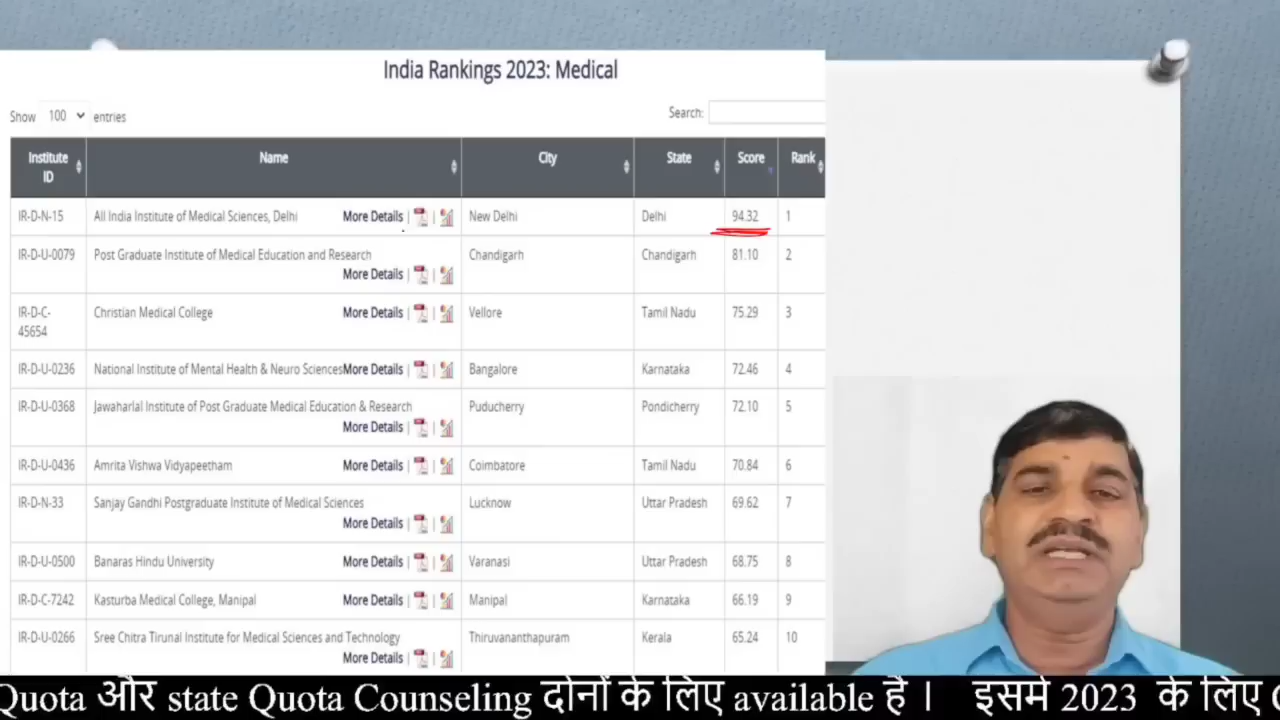 India Rankings 2023: Medical
Show 100 entries
Search:
Institute ID Name City State Score Rank
IR-D-N-15 All India Institute of Medical Sciences, Delhi More Details | | New Delhi Delhi 94.32 1
IR-D-U-0079 Post Graduate Institute of Medical Education and Research More Details | | Chandigarh Chandigarh 81.10 2
IR-D-C-45654 Christian Medical College More Details | | Vellore Tamil Nadu 75.29 3
IR-D-U-0236 National Institute of Mental Health & Neuro Sciences More Details | | Bangalore Karnataka 72.46 4
IR-D-U-0368 Jawaharlal Institute of Post Graduate Medical Education & Research More Details | | Puducherry Pondicherry 72.10 5
IR-D-U-0436 Amrita Vishwa Vidyapeetham More Details | | Coimbatore Tamil Nadu 70.84 6
IR-D-N-33 Sanjay Gandhi Postgraduate Institute of Medical Sciences More Details | | Lucknow Uttar Pradesh 69.62 7
IR-D-U-0500 Banaras Hindu University More Details | | Varanasi Uttar Pradesh 68.75 8
IR-D-C-7242 Kasturba Medical College, Manipal More Details | | Manipal Karnataka 66.19 9
IR-D-U-0266 Sree Chitra Tirunal Institute for Medical Sciences and Technology More Details | | Thiruvananthapuram Kerala 65.24 10
Quota और state Quota Counseling दोनों के लिए available है । इसमें 2023 के लिए